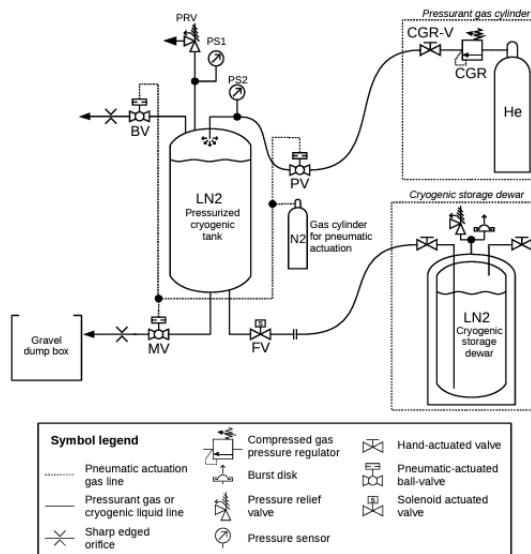 Pressurant gas cylinder
PRV
CGR-V
PS1
CGR
PS2
He
BV
PV
LN2
Pressurized
cryogenic
tank
Cryogenic storage dewar
N2
Gas cylinder
for pneumatic
actuation
LN2
Cryogenic
storage
dewar
Gravel
dump box
MV
S
FV
Symbol legend
Pneumatic actuation
gas line
Pressurant gas or
cryogenic liquid line
Sharp edged
orifice
Compressed gas
pressure regulator
Burst disk
Pressure relief
valve
Pressure sensor
Hand-actuated valve
Pneumatic-actuated
ball-valve
S
Solenoid actuated
valve